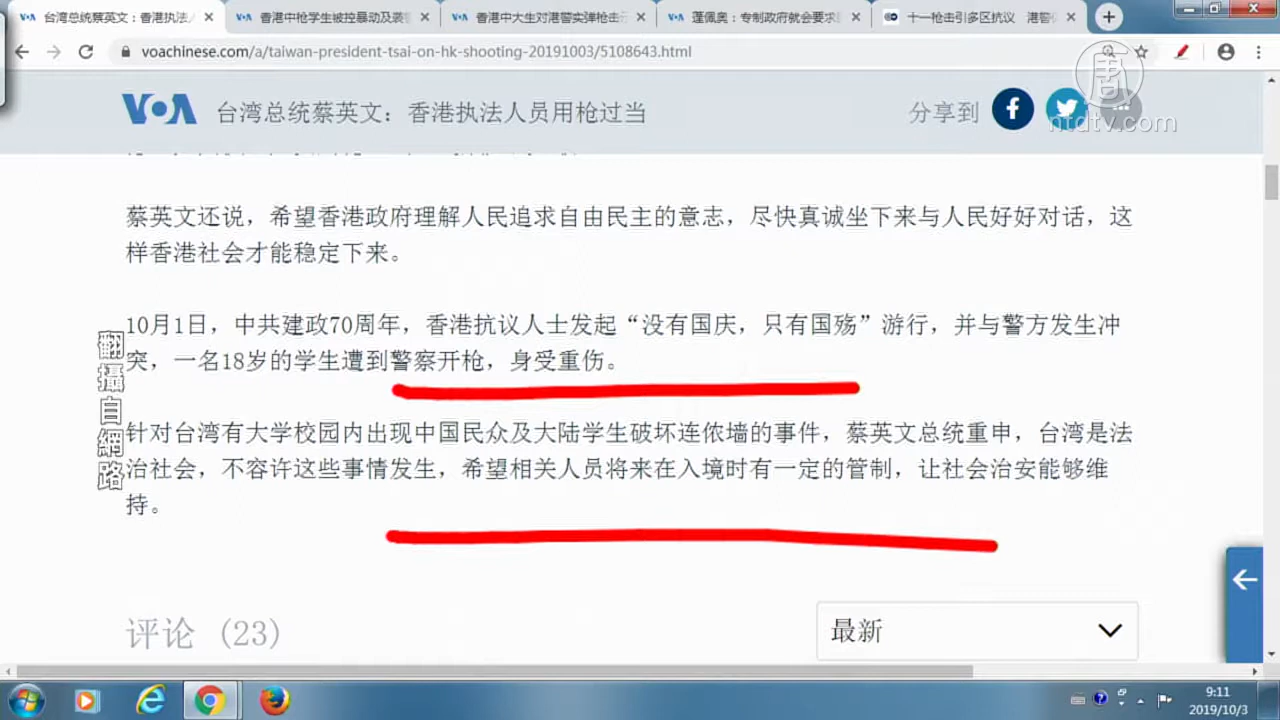 台湾总统蔡英文：香港执法人
香港中枪学生被控暴动及袭警
香港中大生对港警实弹枪击示
蓬佩奥：专制政府就会要求
十一枪击引多区抗议 港警
voachinese.com/a/taiwan-president-tsai-on-hk-shooting-20191003/5108643.html
VOA 台湾总统蔡英文：香港执法人员用枪过当
分享到
唐
ntdtv.com
蔡英文还说，希望香港政府理解人民追求自由民主的意志，尽快真诚坐下来与人民好好对话，这
样香港社会才能稳定下来。
10月1日，中共建政70周年，香港抗议人士发起“没有国庆，只有国殇”游行，并与警方发生冲
突，一名18岁的学生遭到警察开枪，身受重伤。
翻攝自網路
针对台湾有大学校园内出现中国民众及大陆学生破坏连侬墙的事件，蔡英文总统重申，台湾是法
治社会，不容许这些事情发生，希望相关人员将来在入境时有一定的管制，让社会治安能够维
持。
评论 (23)
最新
9:11
2019/10/3